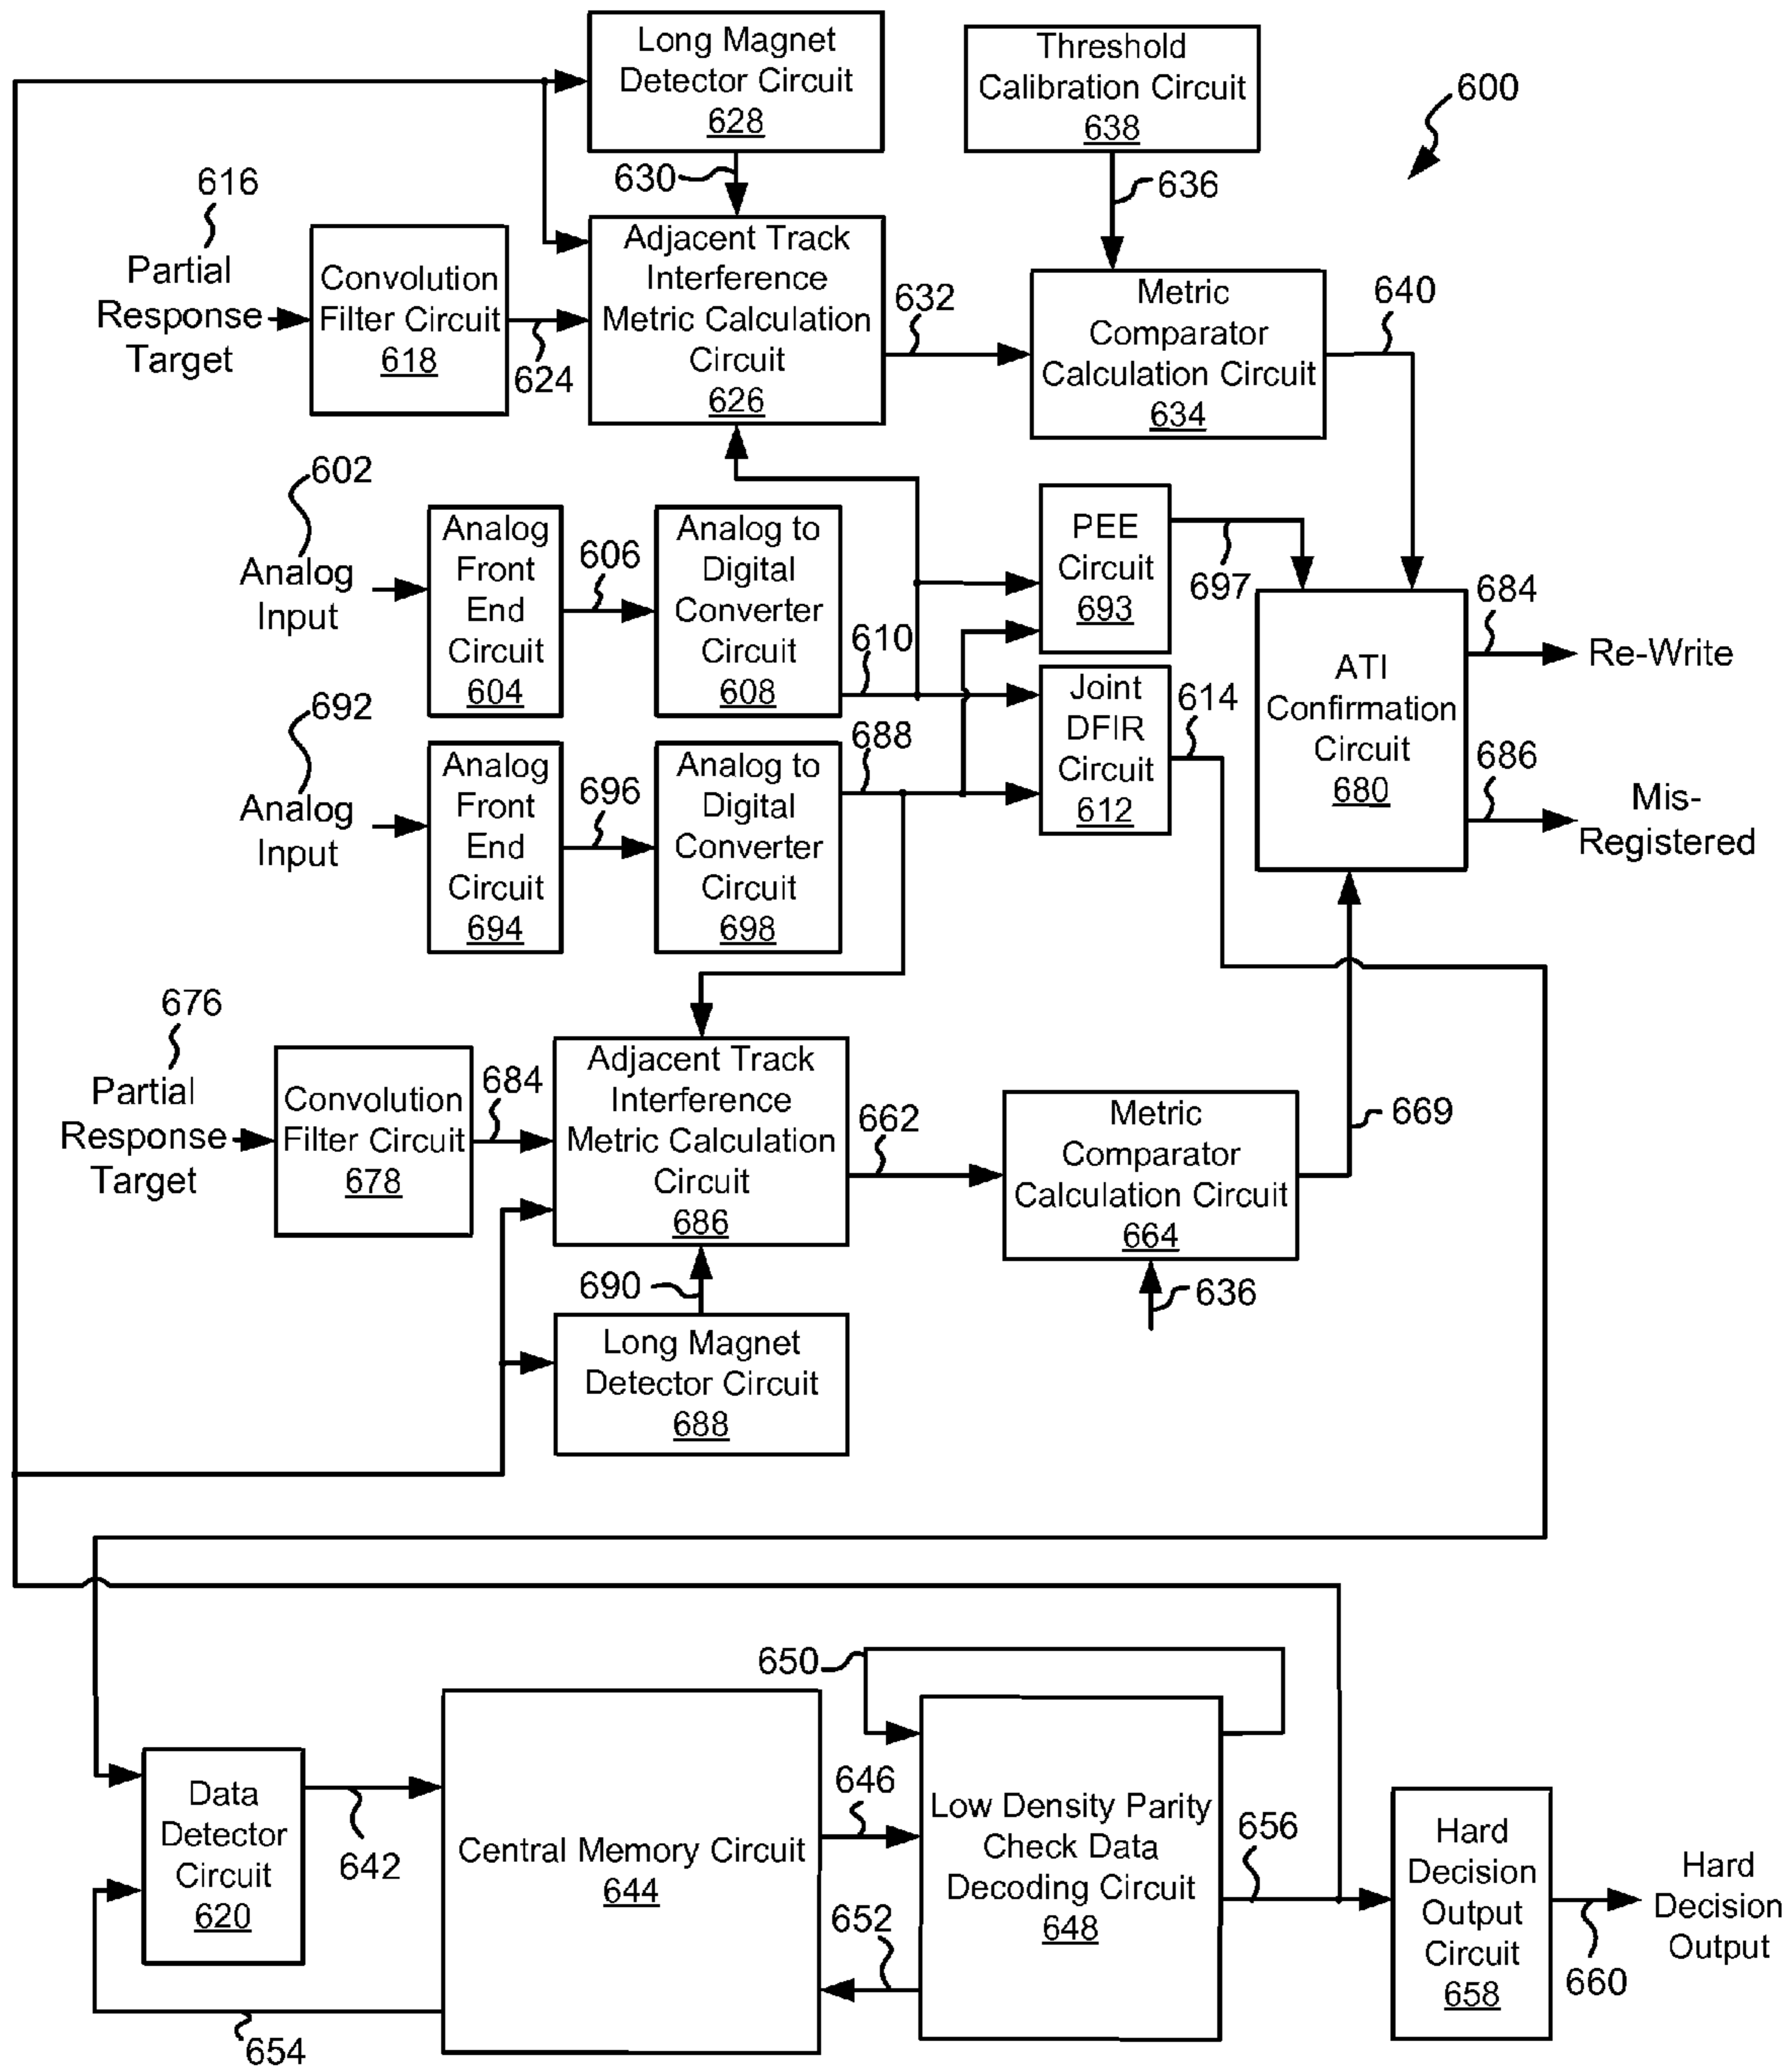 Long Magnet
Detector Circuit
628
Threshold
Calibration Circuit
638
600
630
636
616
Partial
Response
Target
Convolution
Filter Circuit
618
624
Adjacent Track
Interference
Metric Calculation
Circuit
626
632
Metric
Comparator
Calculation Circuit
634
640
602
Analog
Input
Analog
Front
End
Circuit
604
606
Analog to
Digital
Converter
Circuit
608
610
PEE
Circuit
693
697
692
Analog
Input
Analog
Front
End
Circuit
694
696
Analog to
Digital
Converter
Circuit
698
688
Joint
DFIR
Circuit
612
614
ATI
Confirmation
Circuit
680
684
Re-Write
686
Mis-
Registered
676
Partial
Response
Target
Convolution
Filter Circuit
678
684
Adjacent Track
Interference
Metric Calculation
Circuit
686
662
Metric
Comparator
Calculation Circuit
664
669
636
690
Long Magnet
Detector Circuit
688
650
Data
Detector
Circuit
620
642
Central Memory Circuit
644
646
652
654
Low Density Parity
Check Data
Decoding Circuit
648
656
Hard
Decision
Output
Circuit
658
660
Hard
Decision
Output